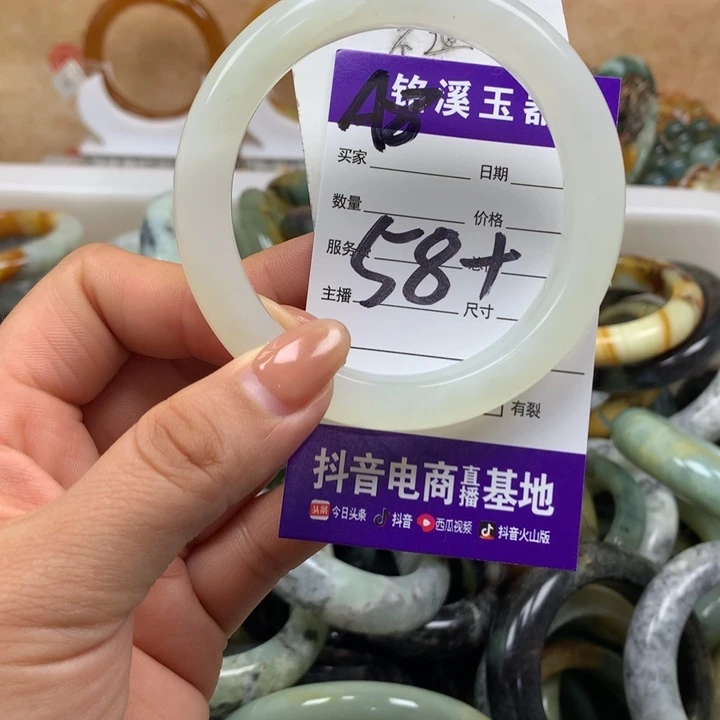 铭溪玉器
A8
买家 日期
数量 价格
服务
58+
主播 尺寸
有裂
抖音电商直播基地
头条 今日头条 抖音 西瓜视频 抖音火山版